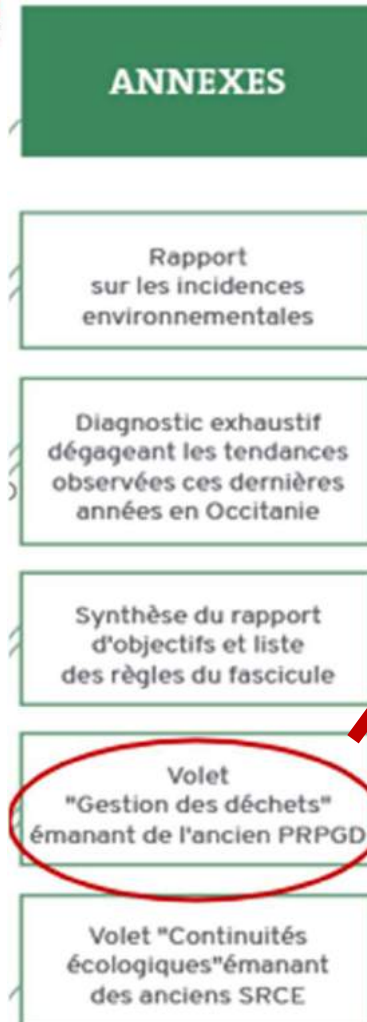 ANNEXES
Rapport
sur les incidences
environnementales
Diagnostic exhaustif
dégageant les tendances
observées ces dernières
années en Occitanie
Synthèse du rapport
d'objectifs et liste
des règles du fascicule
Volet
"Gestion des déchets"
émanant de l'ancien PRPGD
Volet "Continuités
écologiques"émanant
des anciens SRCE